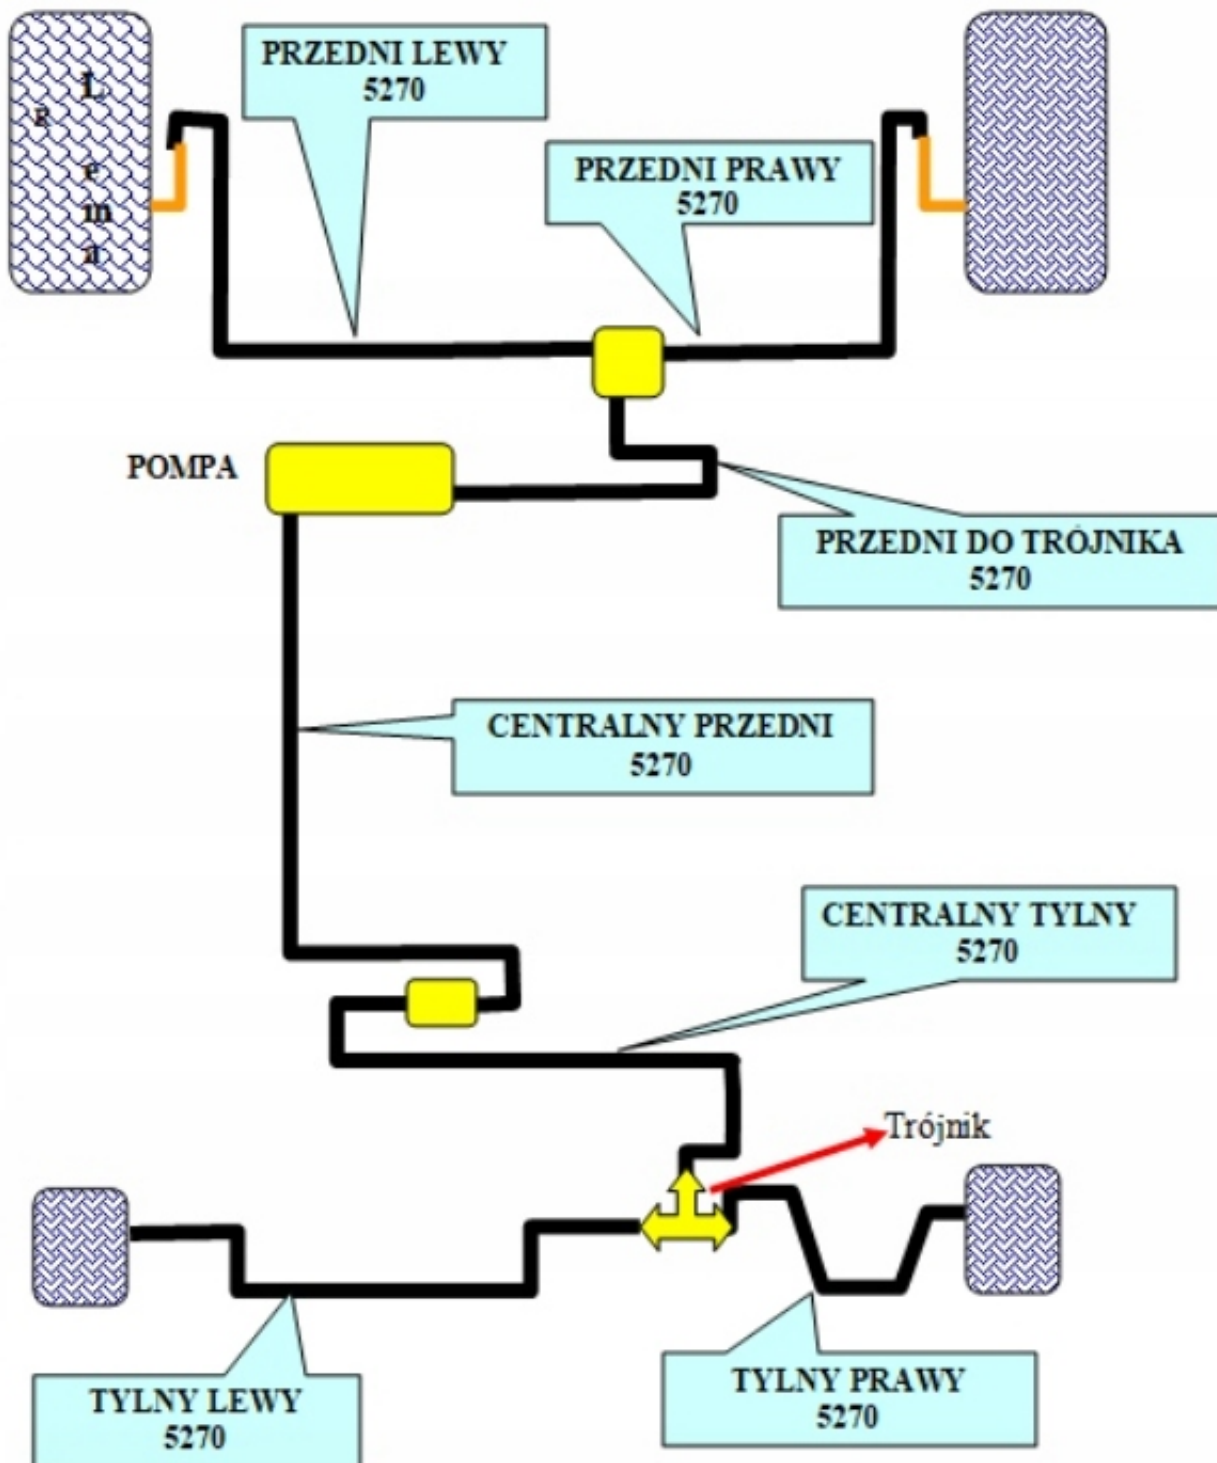 PRZEDNI LEWY
5270
PRZEDNI PRAWY
5270
POMPA
PRZEDNI DO TRÓJNIKA
5270
CENTRALNY PRZEDNI
5270
CENTRALNY TYLNY
5270
Trójnik
TYLNY LEWY
5270
TYLNY PRAWY
5270